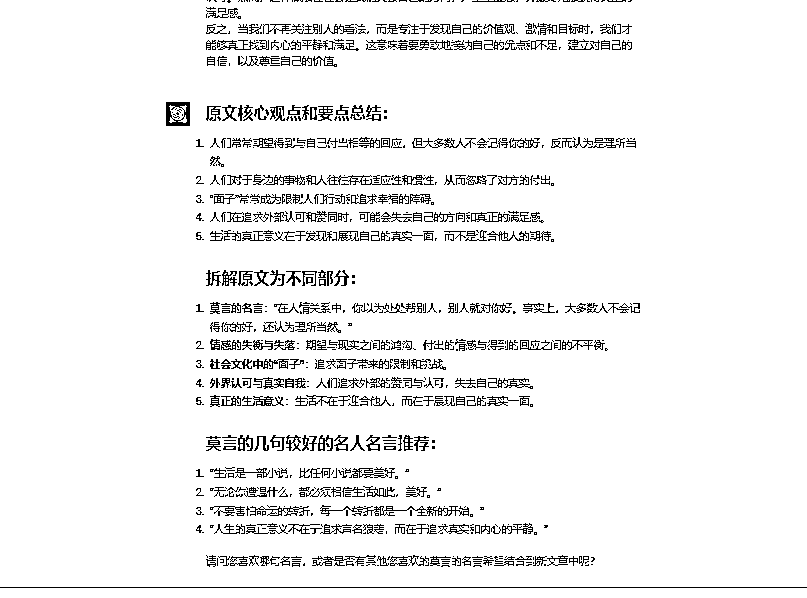 满足感。
反之，当我们不再关注别人的看法，而是专注于发现自己的价值观、激情和目标时，我们才
能够真正找到内心的平静和满足。这意味着要勇敢地接纳自己的优点和不足，建立对自己的
自信，以及尊重自己的价值。
原文核心观点和要点总结：
1. 人们常常期望得到与自己付出相等的回应，但大多数人不会记得你的好，反而认为是理所当
然。
2. 人们对于身边的事物和人往往存在适应性和惯性，从而忽略了对方的付出。
3. “面子”常常成为限制人们行动和追求幸福的障碍。
4. 人们在追求外部认可和赞同时，可能会失去自己的方向和真正的满足感。
5. 生活的真正意义在于发现和展现自己的真实一面，而不是迎合他人的期待。
拆解原文为不同部分：
1. 莫言的名言：“在人情关系中，你以为处处帮别人，别人就对你好。事实上，大多数人不会记
得你的好，还认为理所当然。”
2. 情感的失衡与失落：期望与现实之间的鸿沟、付出的情感与得到的回应之间的不平衡。
3. 社会文化中的“面子”：追求面子带来的限制和挑战。
4. 外界认可与真实自我：人们追求外部的赞同与认可，失去自己的真实。
5. 真正的生活意义：生活不在于迎合他人，而在于展现自己的真实一面。
莫言的几句较好的名人名言推荐：
1. “生活是一部小说，比任何小说都要美好。”
2. “无论你遭遇什么，都必须相信生活如此，美好。”
3. “不要害怕命运的转折，每一个转折都是一个全新的开始。”
4. “人生的真正意义不在于追求声名狼藉，而在于追求真实和内心的平静。”
请问您喜欢哪句名言，或者是否有其他您喜欢的莫言的名言希望结合到新文章中呢？